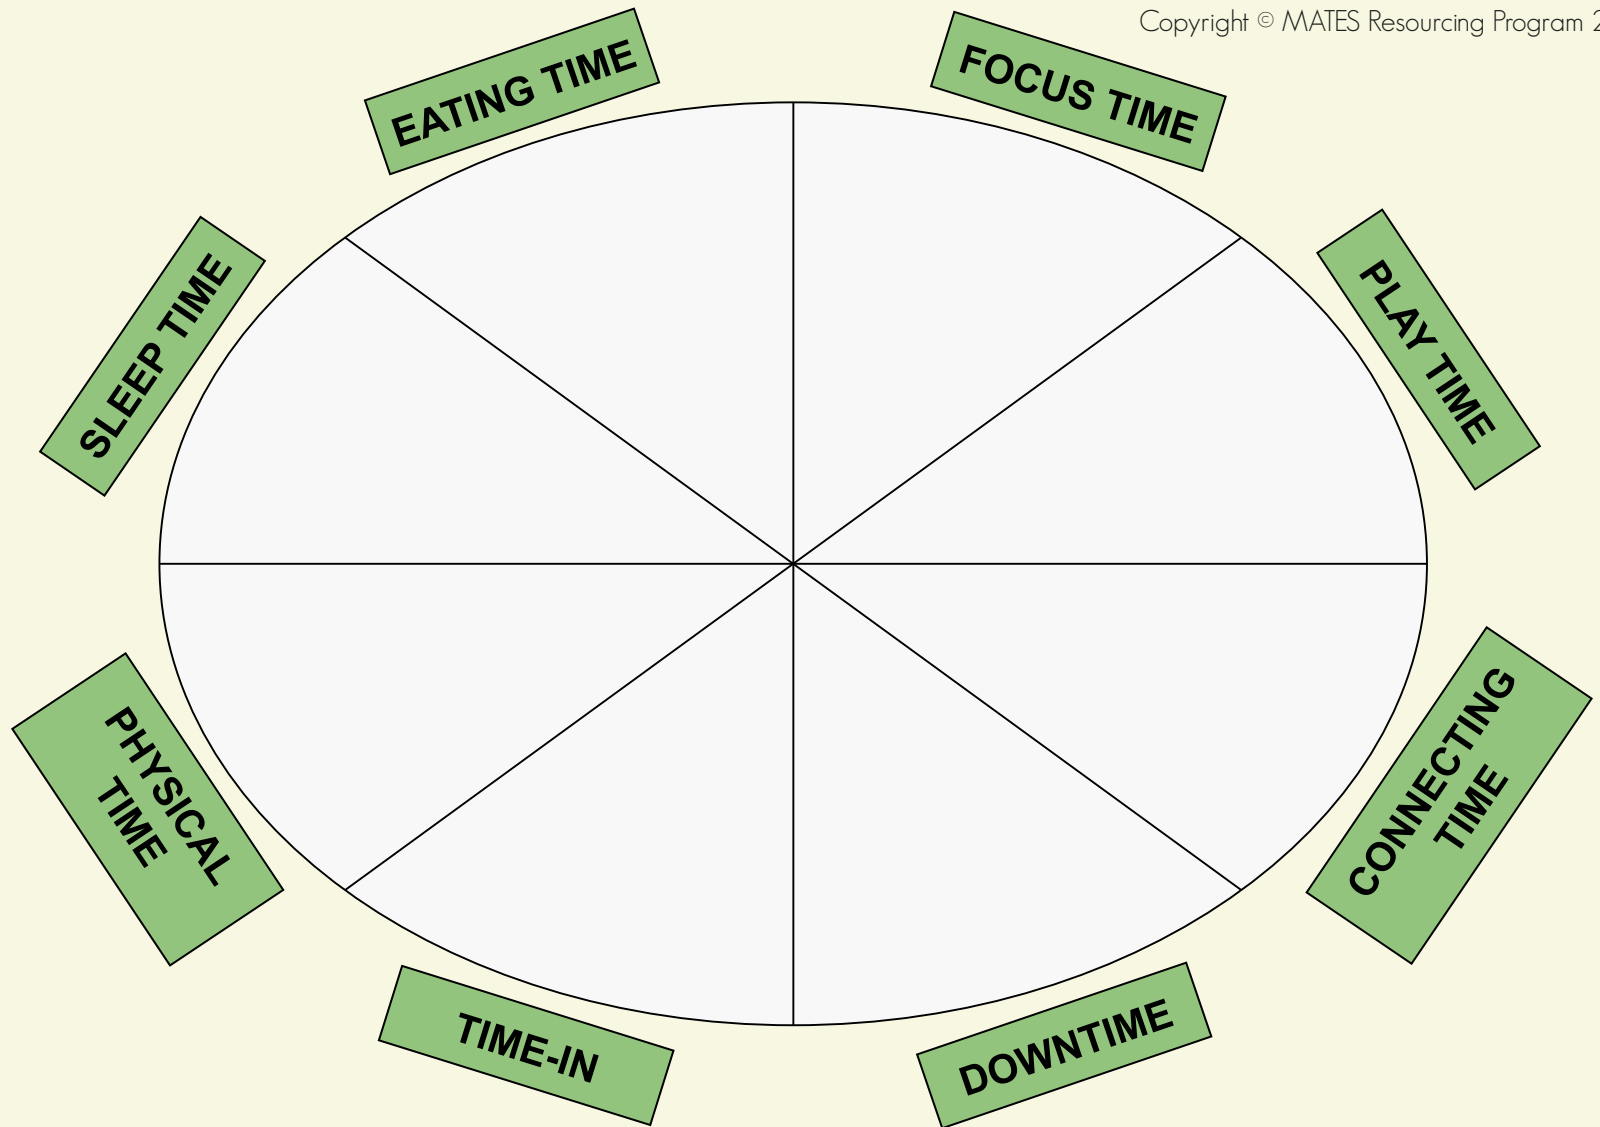 Copyright © MATES Resourcing Program 2
EATING TIME
FOCUS TIME
SLEEP TIME
PLAY TIME
PHYSICAL
TIME
CONNECTING
TIME
TIME-IN
DOWNTIME